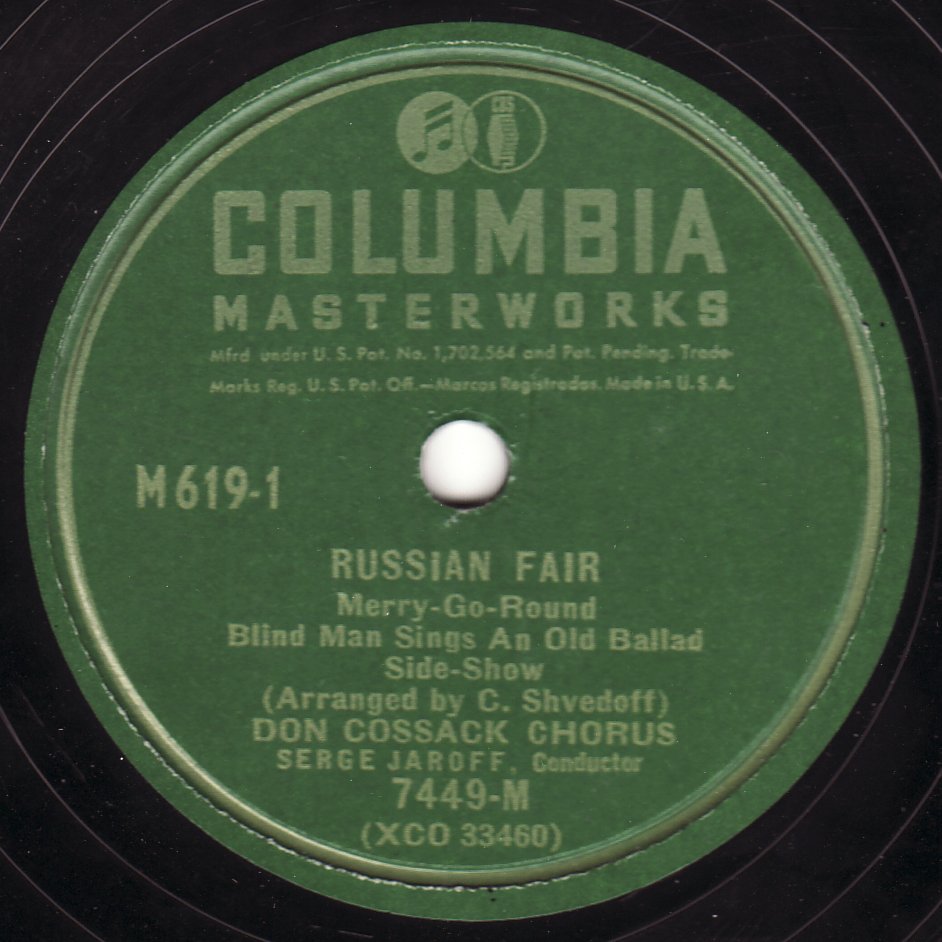 CBS
COLUMBIA
MASTERWORKS
Mfrd under U. S. Pat. No. 1,702,564 and Pat. Pending. Trade-
Marks Reg. U. S. Pat. Off.—Marcas Registradas. Made in U. S. A.
M619-1
RUSSIAN FAIR
Merry-Go-Round
Blind Man Sings An Old Ballad
Side-Show
(Arranged by C. Shvedoff)
DON COSSACK CHORUS
SERGE JAROFF, Conductor
7449-M
(XCO 33460)